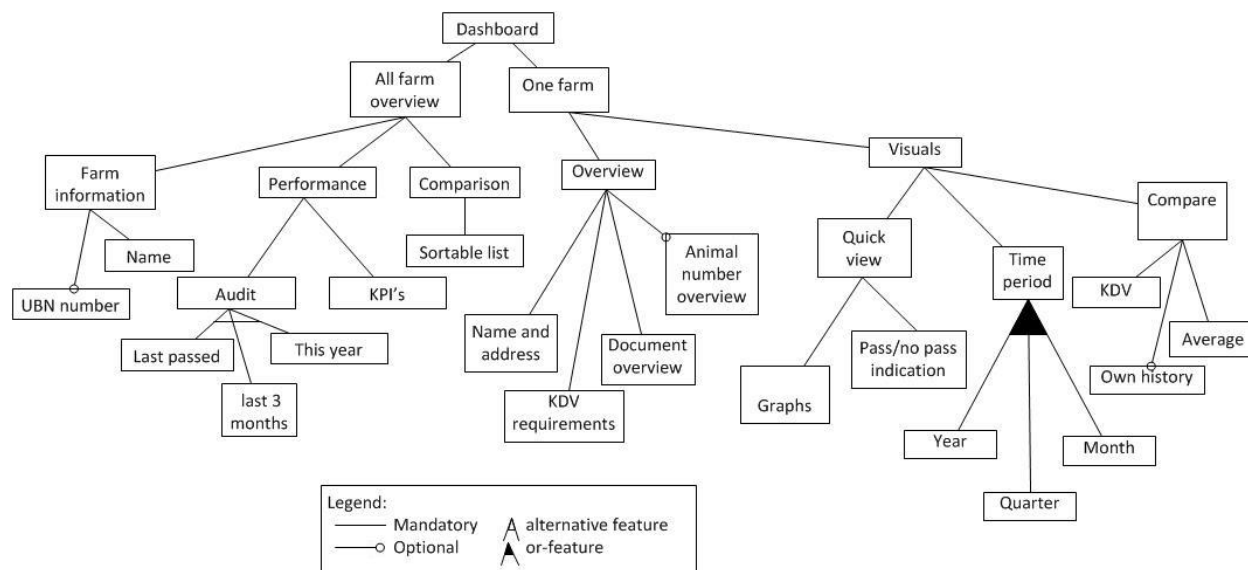 Dashboard
All farm
overview
One farm
Farm
information
Performance
Comparison
Overview
Visuals
Compare
Name
UBN number
Audit
KPI's
Sortable list
Last passed
last 3
months
This year
Name and
address
KDV
requirements
Document
overview
Animal
number
overview
Quick
view
Time
period
Graphs
Pass/no pass
indication
Year
Quarter
Month
KDV
Own history
Average
Legend:
Mandatory
Optional
alternative feature
or-feature